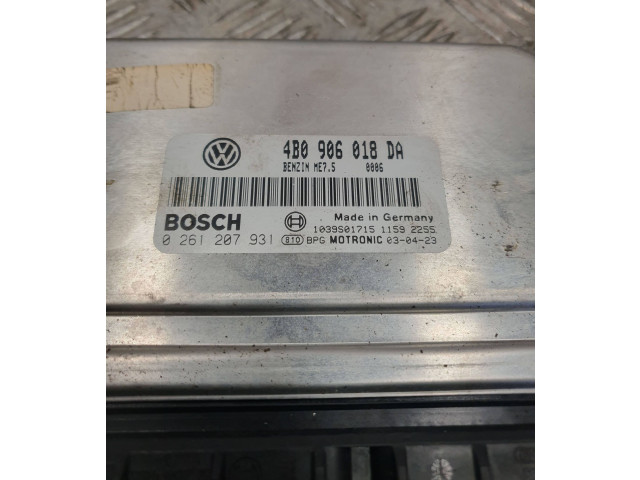 4B0 906 018 DA
BENZIN ME7.5 0006
BOSCH
Made in Germany
1039S01715 1159 2255
0 261 207 931 810 BPG MOTRONIC 03-04-23